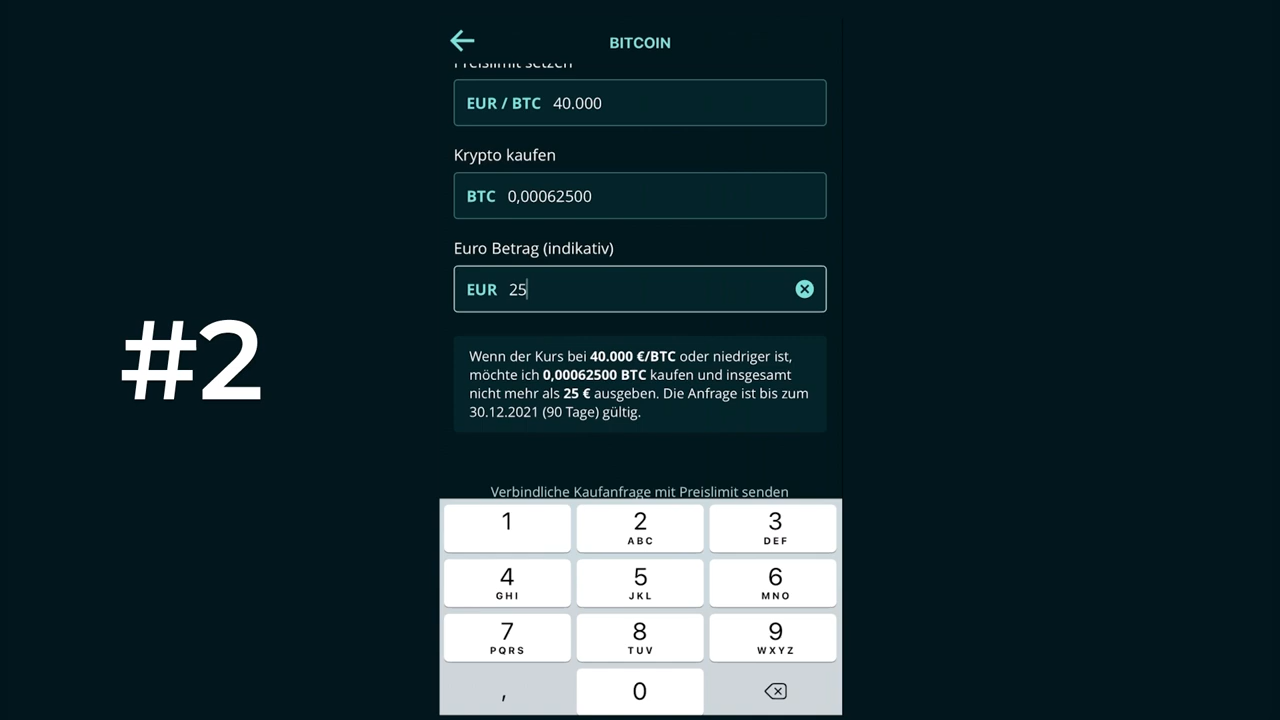 BITCOIN
Preislimit setzen
EUR / BTC 40.000
Krypto kaufen
BTC 0,00062500
Euro Betrag (indikativ)
EUR 25
#2
Wenn der Kurs bei 40.000 €/BTC oder niedriger ist,
möchte ich 0,00062500 BTC kaufen und insgesamt
nicht mehr als 25 € ausgeben. Die Anfrage ist bis zum
30.12.2021 (90 Tage) gültig.
Verbindliche Kaufanfrage mit Preislimit senden
1 2 3
ABC DEF
4 5 6
GHI JKL MNO
7 8 9
PQRS TUV WXYZ
, 0